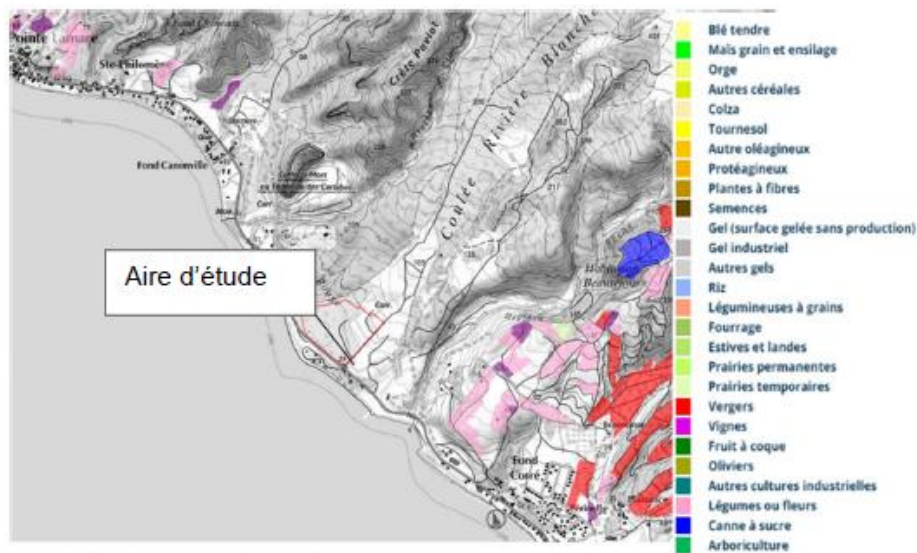 Pointe Lamare
Ste-Philomène
Fond Canonville
Crête Paviot
Coulée Rivière Blanche
Aire d'étude
Fond
Corré
Blé tendre
Maïs grain et ensilage
Orge
Autres céréales
Colza
Tournesol
Autre oléagineux
Protéagineux
Plantes à fibres
Semences
Gel (surface gelée sans production)
Gel industriel
Autres gels
Riz
Légumineuses à grains
Fourrage
Estives et landes
Prairies permanentes
Prairies temporaires
Vergers
Vignes
Fruit à coque
Oliviers
Autres cultures industrielles
Légumes ou fleurs
Canne à sucre
Arboriculture